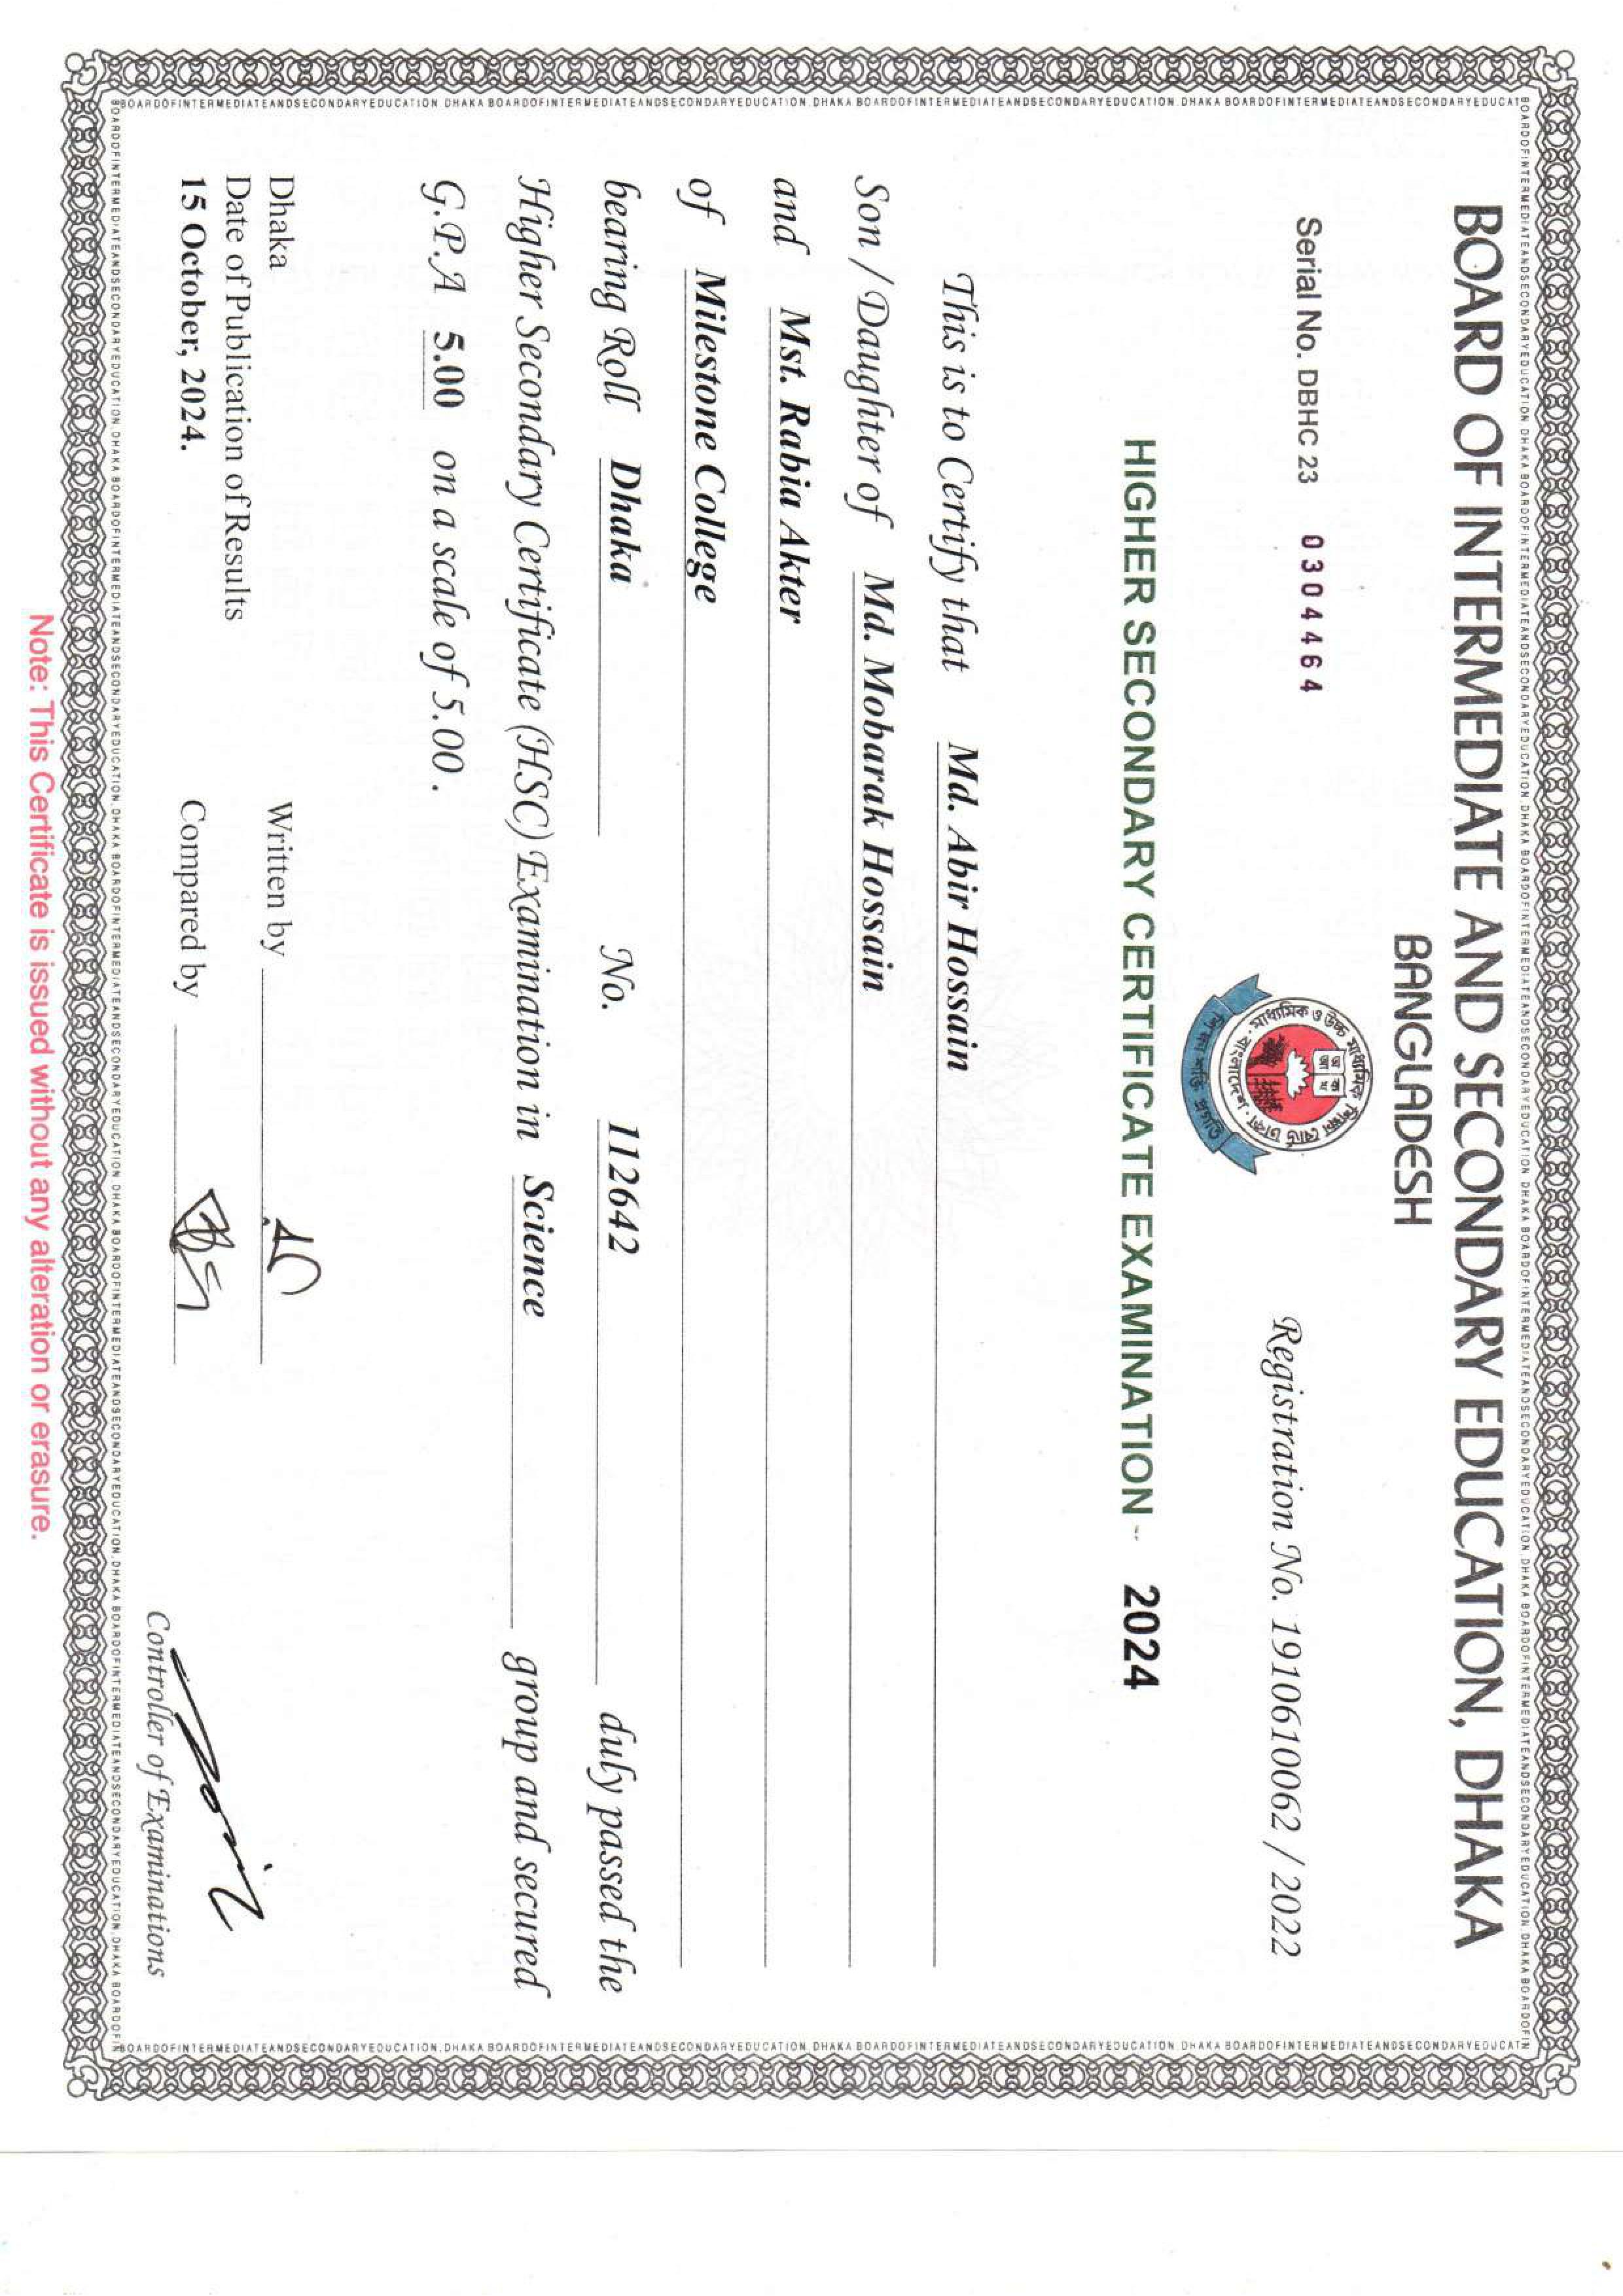 BOARD OF INTERMEDIATE AND SECONDARY EDUCATION, DHAKA
BANGLADESH
Serial No. DBHC 23 0304464
Registration No. 1910610062 / 2022
মাধ্যমিক ও উচ্চ মাধ্যমিক শিক্ষা বোর্ড ঢাকা
বাংলাদেশ
HIGHER SECONDARY CERTIFICATE EXAMINATION - 2024
This is to Certify that Md. Abir Hossain
Son / Daughter of Md. Mobarak Hossain
and Mst. Rabia Akter
of Milestone College
bearing Roll Dhaka No. 112642 duly passed the
Higher Secondary Certificate (HSC) Examination in Science group and secured
G.P.A 5.00 on a scale of 5.00 .
Dhaka
Date of Publication of Results
15 October, 2024.
Written by
Compared by
Controller of Examinations
Note: This Certificate is issued without any alteration or erasure.